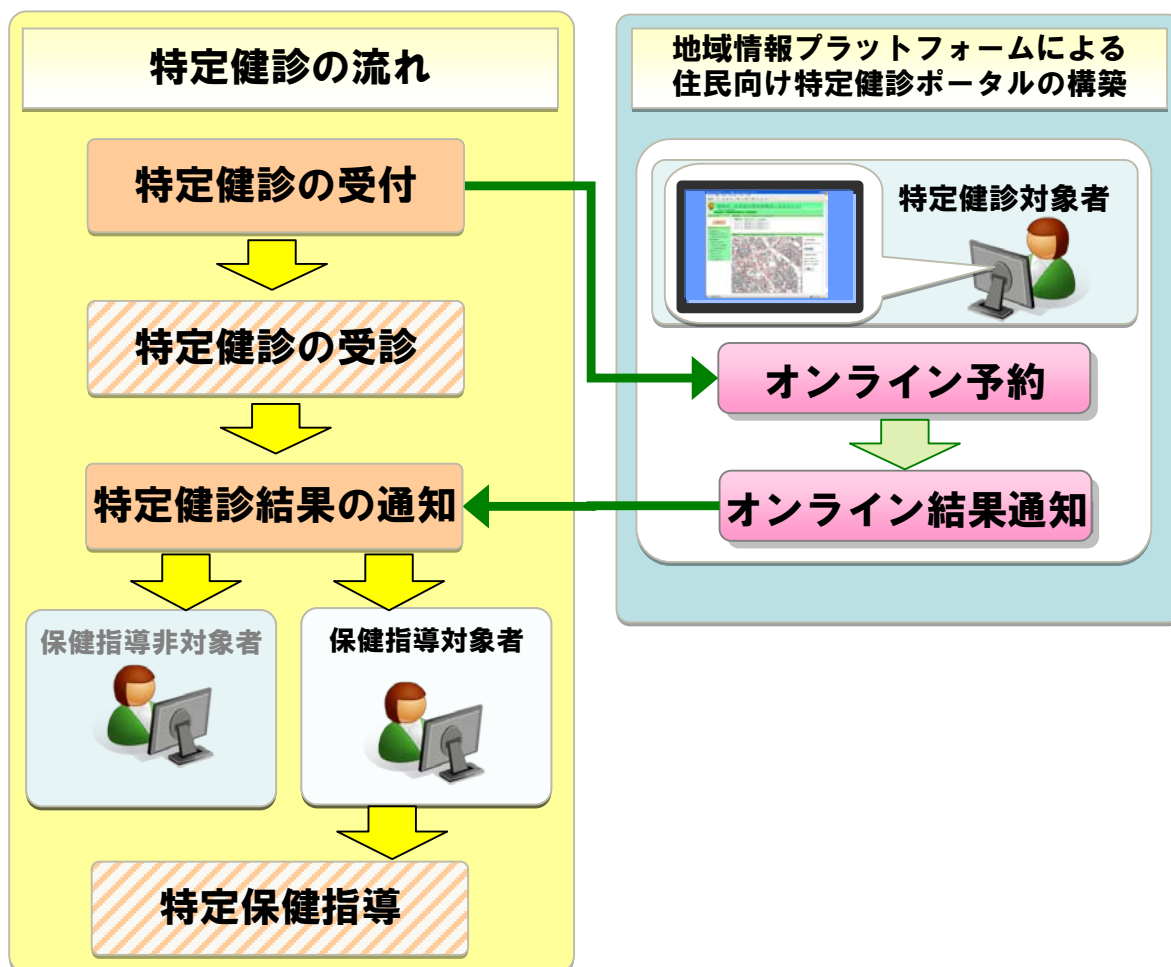 特定健診の流れ
特定健診の受付
特定健診の受診
特定健診結果の通知
保健指導非対象者
保健指導対象者
特定保健指導
地域情報プラットフォームによる
住民向け特定健診ポータルの構築
特定健診対象者
オンライン予約
オンライン結果通知